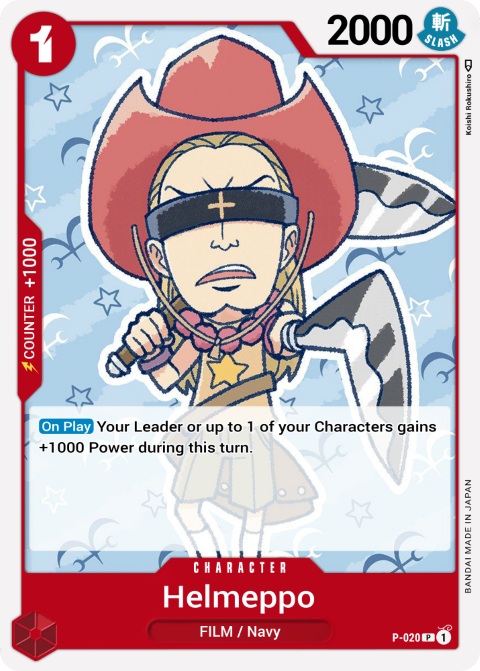 1
2000
斬
SLASH
Koishi Rokushiro
COUNTER +1000
On Play Your Leader or up to 1 of your Characters gains
+1000 Power during this turn.
BANDAI MADE IN JAPAN
CHARACTER
Helmeppo
FILM / Navy
P-020 P 1